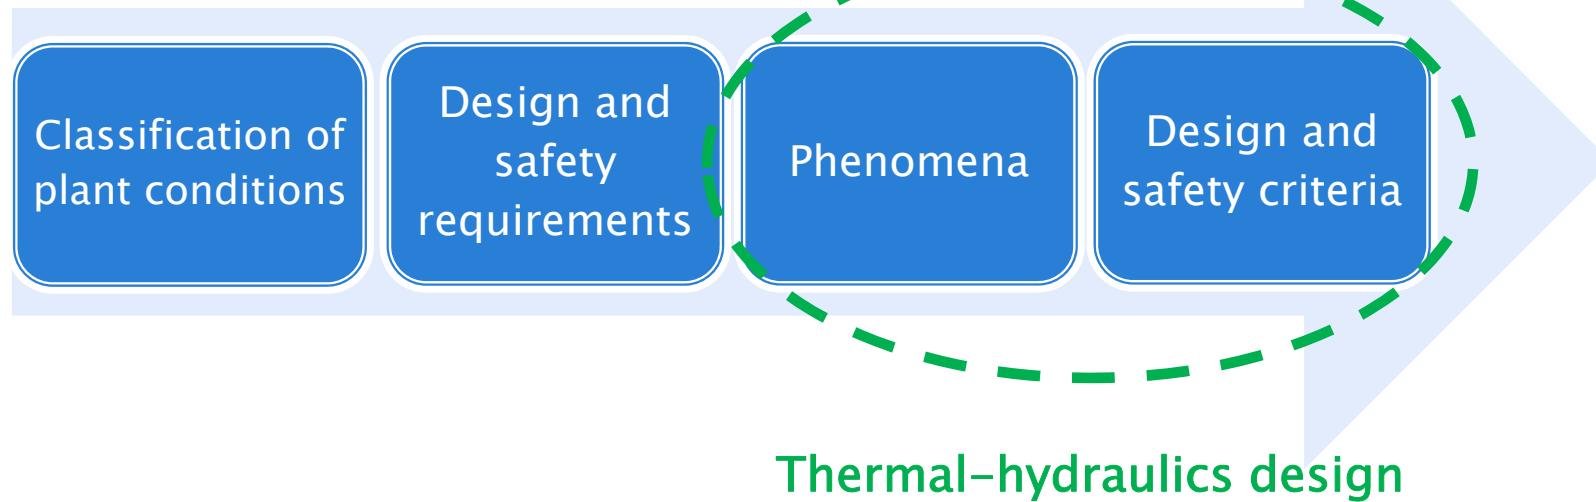 Classification of
plant conditions
Design and
safety
requirements
Phenomena
Design and
safety criteria
Thermal-hydraulics design